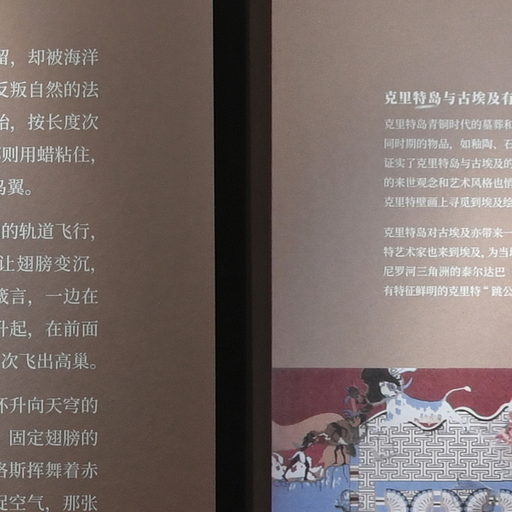 留，却被海洋
反叛自然的法
始，按长度次
则用蜡粘住，
鸟翼。
的轨道飞行，
让翅膀变沉，
箴言，一边在
升起，在前面
次飞出高巢。
怀升向天穹的
固定翅膀的
洛斯挥舞着赤
空气，那张
克里特岛与古埃及有
克里特岛青铜时代的墓葬和
同时期的物品，如釉陶、石
证实了克里特岛与古埃及的
的来世观念和艺术风格也悄
克里特壁画上寻觅到埃及绘
克里特岛对古埃及亦带来一
特艺术家也来到埃及，为当地
尼罗河三角洲的泰尔达巴
有特征鲜明的克里特“跳公